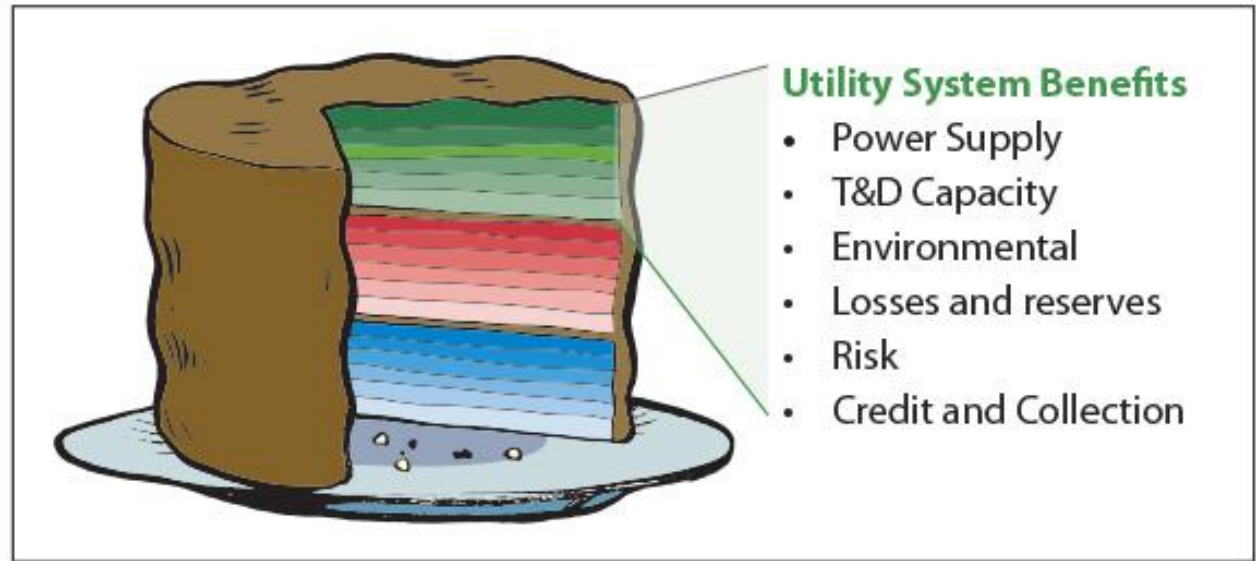 Utility System Benefits
• Power Supply
• T&D Capacity
• Environmental
• Losses and reserves
• Risk
• Credit and Collection